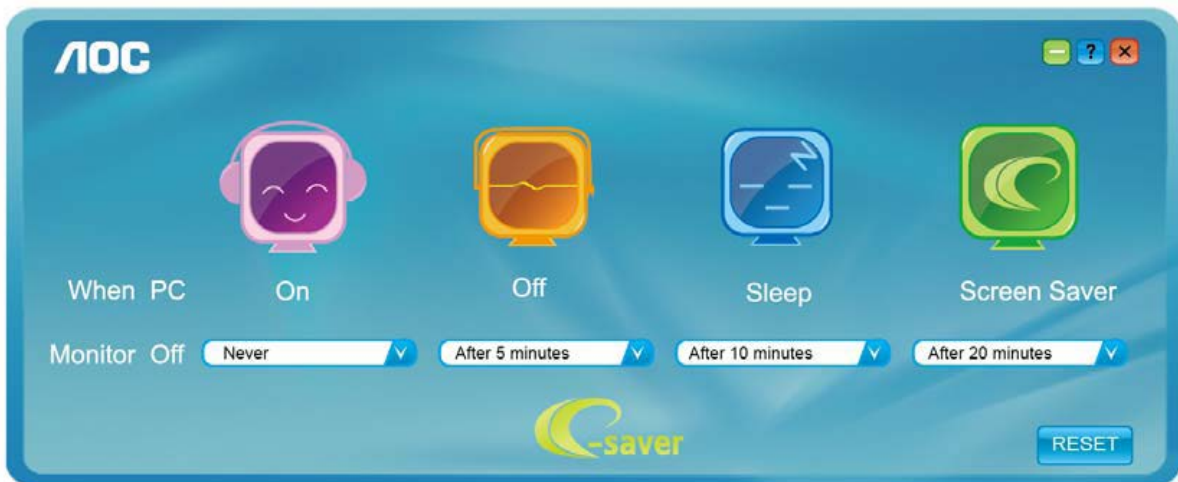 AOC
?
When PC On Off Sleep Screen Saver
Monitor Off Never After 5 minutes After 10 minutes After 20 minutes
e-saver
RESET